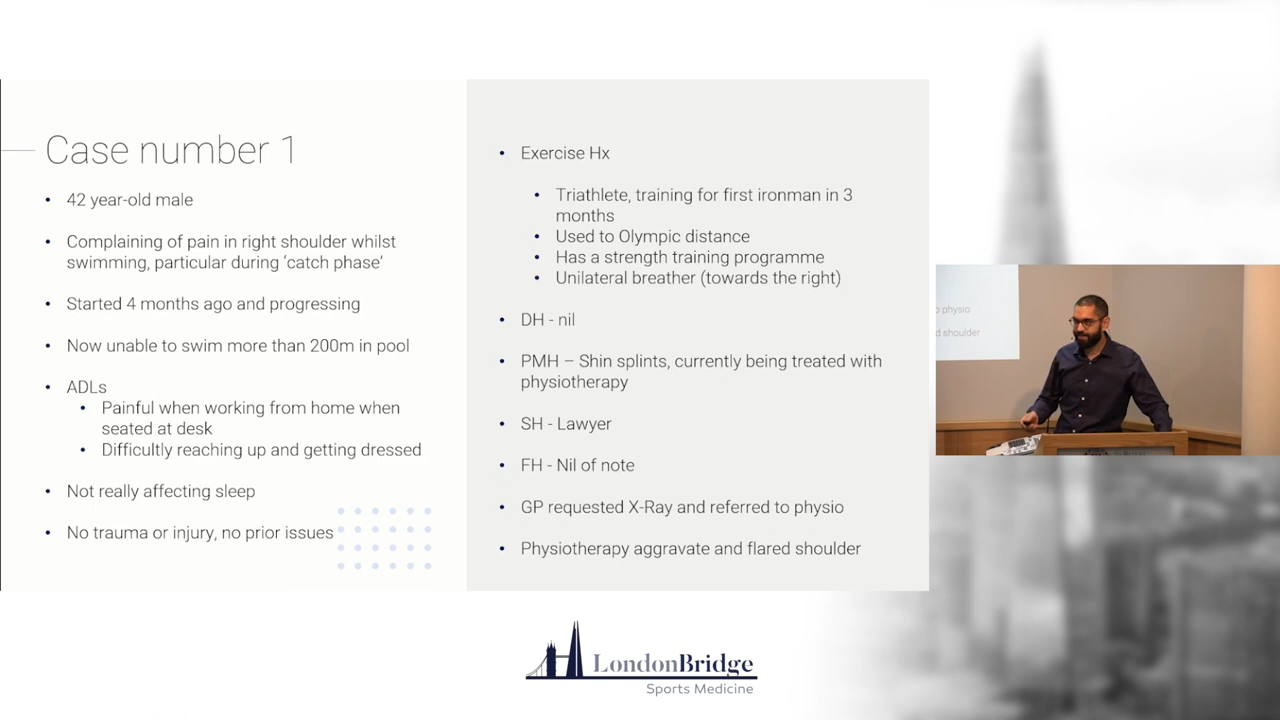 Case number 1
• 42 year-old male
• Complaining of pain in right shoulder whilst
swimming, particular during ‘catch phase’
• Started 4 months ago and progressing
• Now unable to swim more than 200m in pool
• ADLs
• Painful when working from home when
seated at desk
• Difficultly reaching up and getting dressed
• Not really affecting sleep
• No trauma or injury, no prior issues
• Exercise Hx
• Triathlete, training for first ironman in 3
months
• Used to Olympic distance
• Has a strength training programme
• Unilateral breather (towards the right)
• DH - nil
• PMH – Shin splints, currently being treated with
physiotherapy
• SH - Lawyer
• FH - Nil of note
• GP requested X-Ray and referred to physio
• Physiotherapy aggravate and flared shoulder
physio
d shoulder
LondonBridge
Sports Medicine